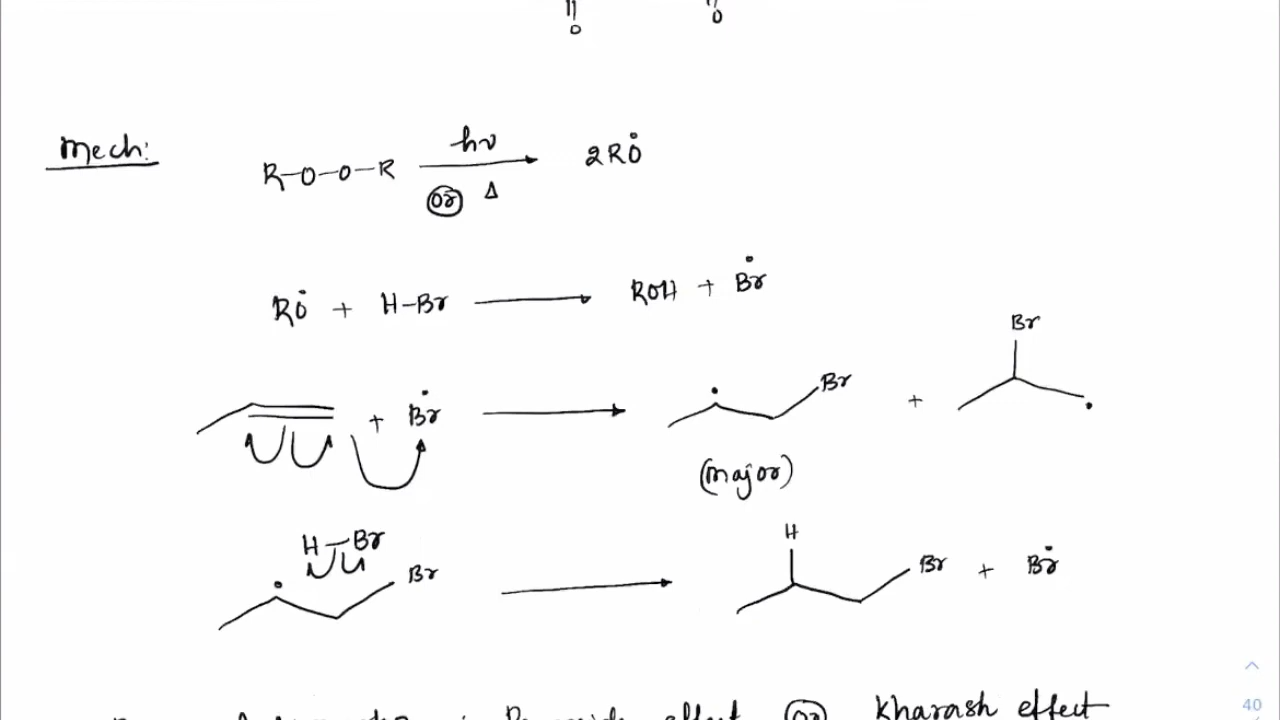 O O
Mech:
R-O-O-R hν 2RȮ
or Δ
RȮ + H-Br ROH + Ḃr
Br
+ Ḃr Br +
(major)
H-Br H
Br Br + Ḃr
effect or Kharash effect
40